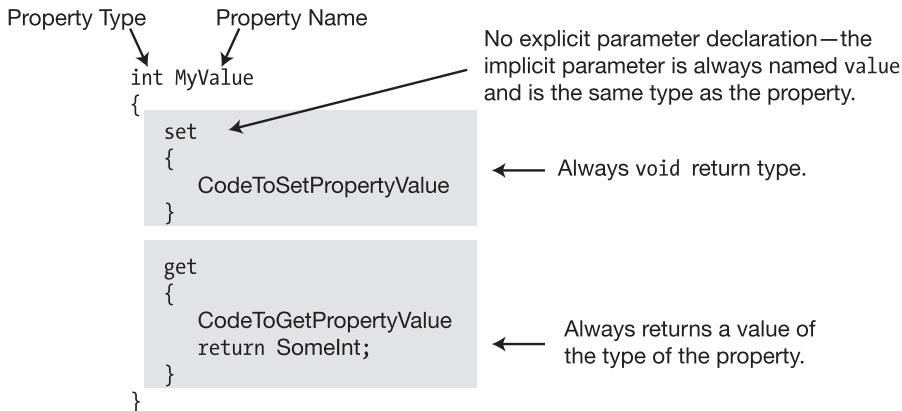 Property Type Property Name
No explicit parameter declaration—the
implicit parameter is always named value
and is the same type as the property.
int MyValue
{
set
{
CodeToSetPropertyValue
}
Always void return type.
get
{
CodeToGetPropertyValue
return SomeInt;
}
Always returns a value of
the type of the property.
}